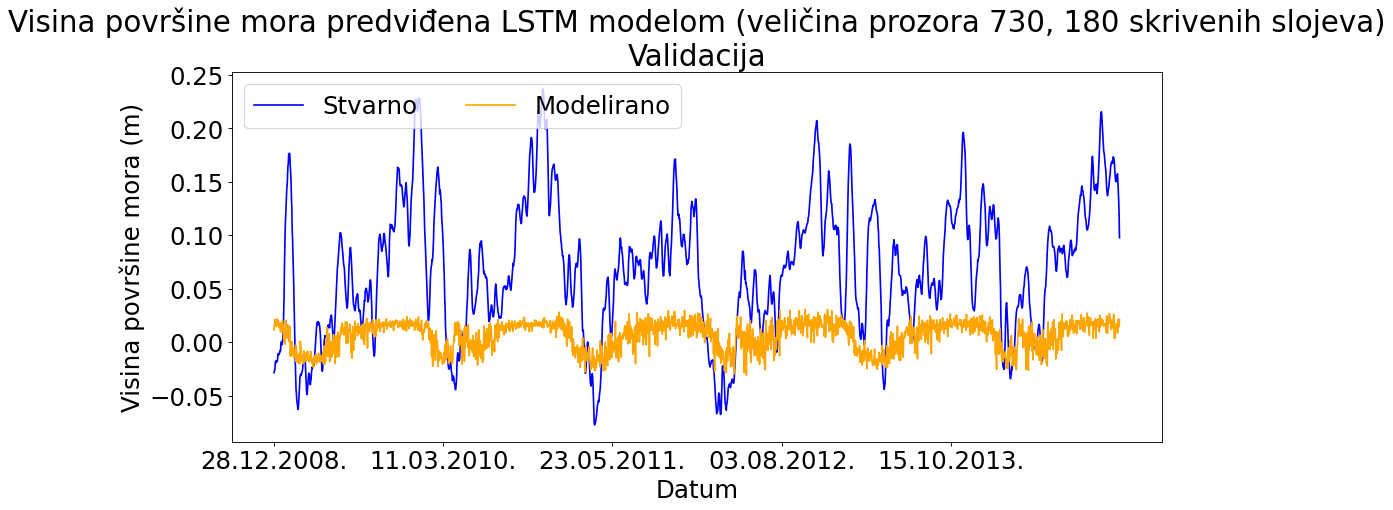 Visina površine mora predviđena LSTM modelom (veličina prozora 730, 180 skrivenih slojeva)
Validacija
Stvarno Modelirano
Visina površine mora (m)
0.25
0.20
0.15
0.10
0.05
0.00
−0.05
28.12.2008. 11.03.2010. 23.05.2011. 03.08.2012. 15.10.2013.
Datum